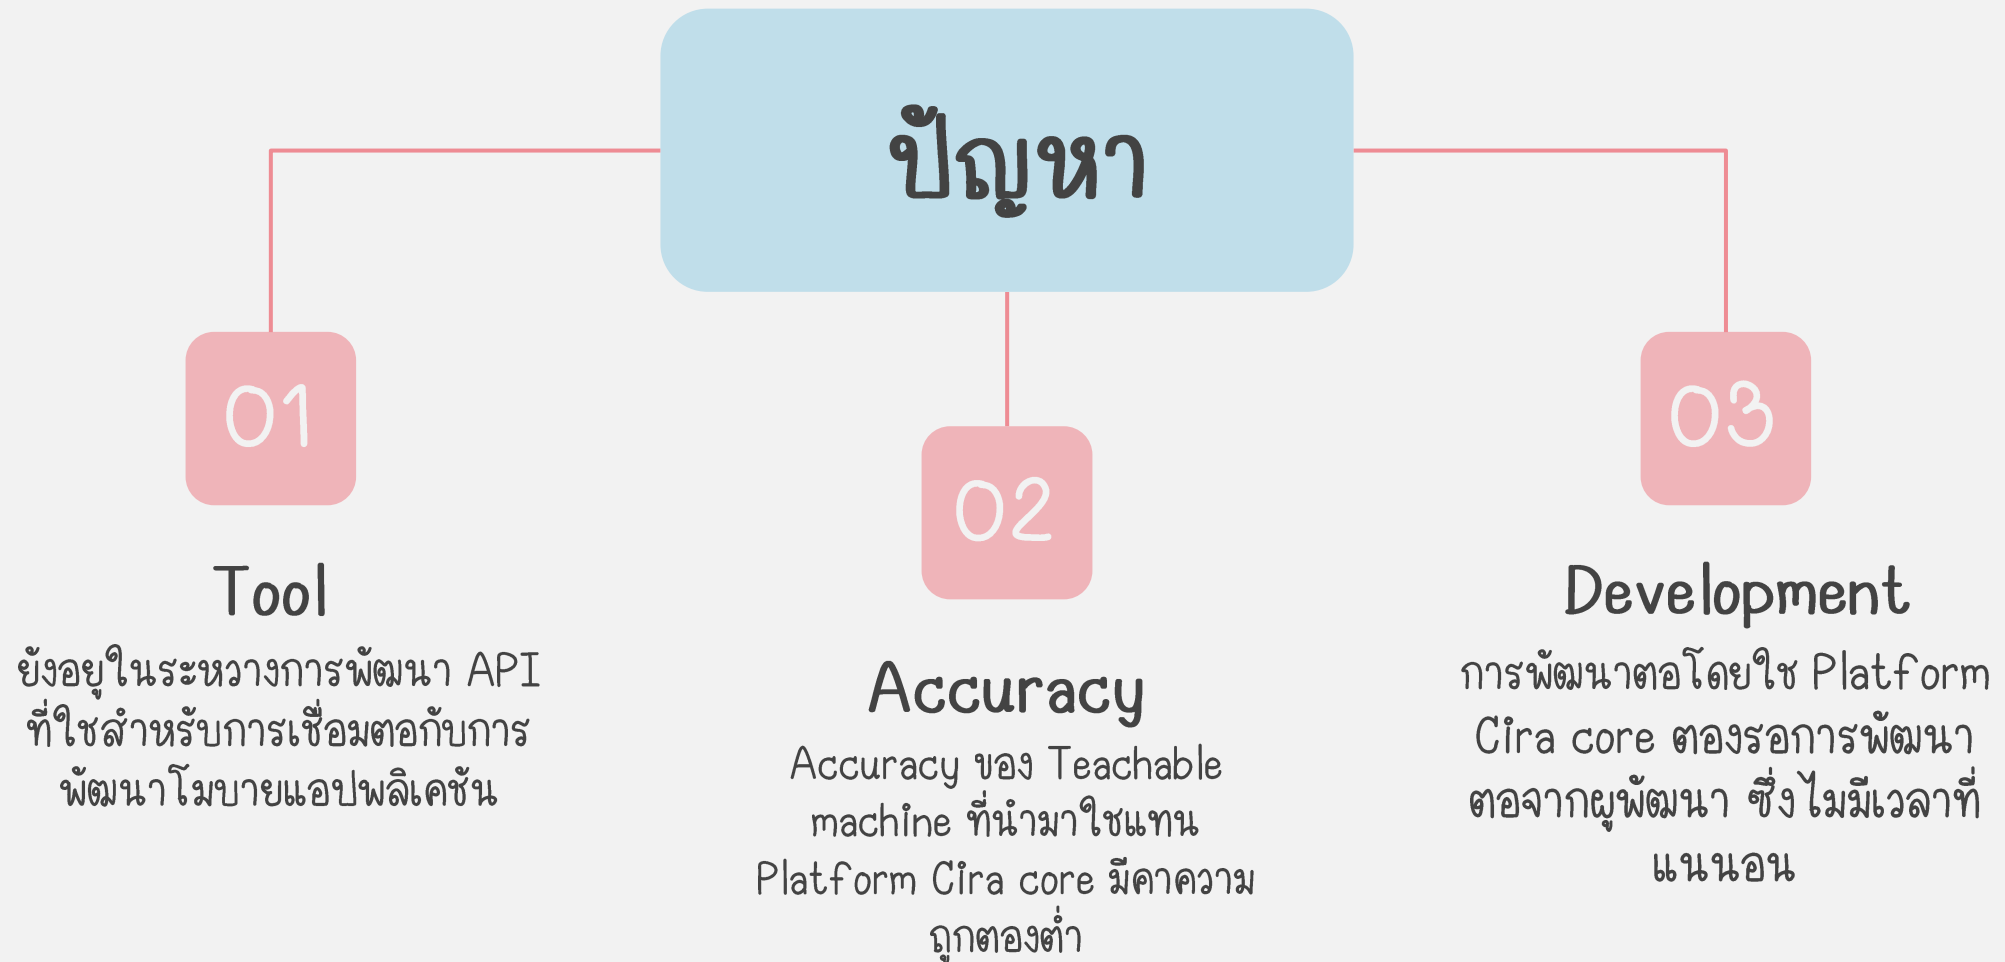 ปัญหา
01
Tool
ยังอยูในระหวางการพัฒนา API
ที่ใชสำหรับการเชื่อมตอกับการ
พัฒนาโมบายแอปพลิเคชัน
02
Accuracy
Accuracy ของ Teachable
machine ที่นำมาใชแทน
Platform Cira core มีคาความ
ถูกตองต่ำ
03
Development
การพัฒนาตอโดยใช Platform
Cira core ตองรอการพัฒนา
ตอจากผูพัฒนา ซึ่งไมมีเวลาที่
แนนอน